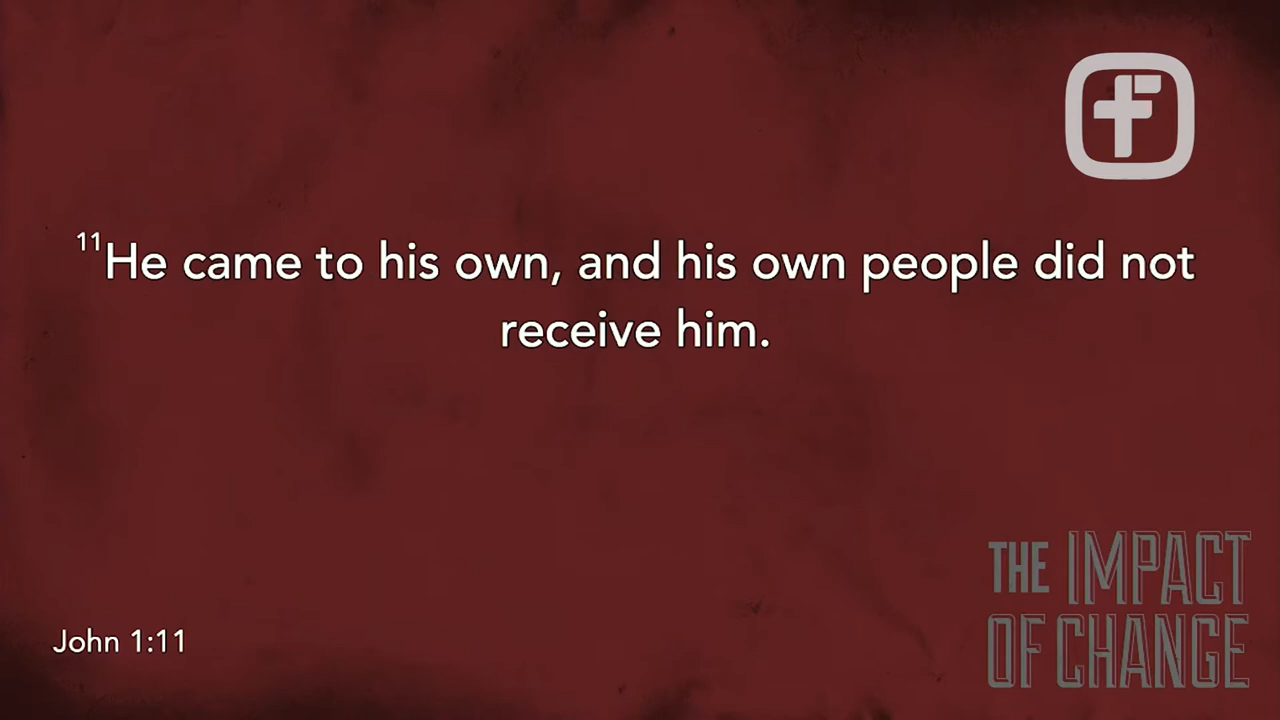 ¹¹He came to his own, and his own people did not
receive him.
John 1:11
THE IMPACT
OF CHANGE